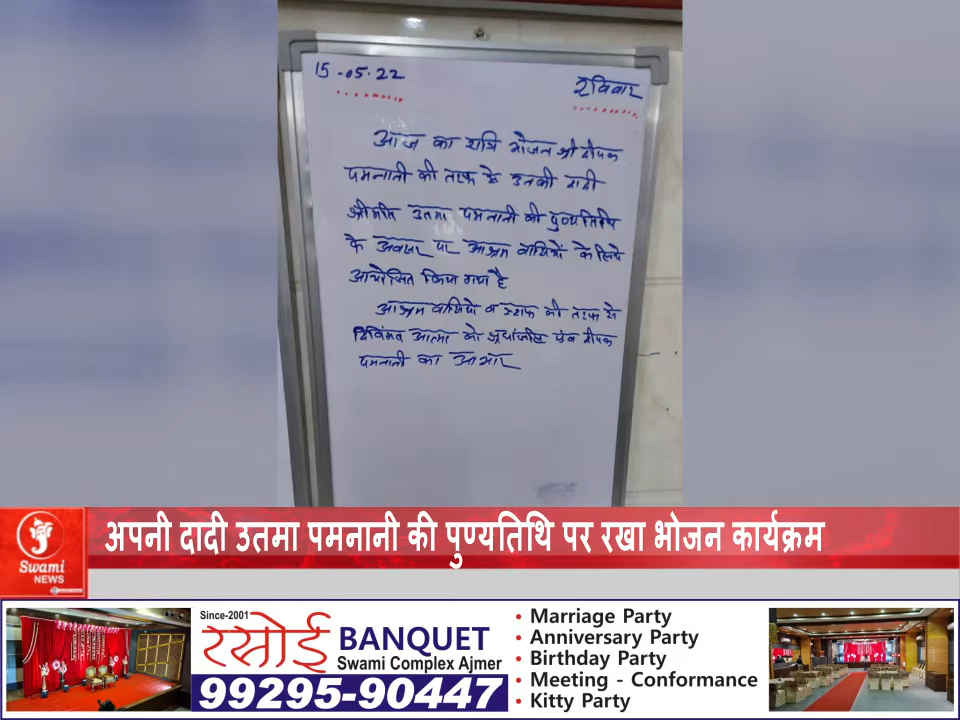 15-05-22
रविवार
आज का रात्रि भोजन श्री दीपक
पमनानी की तरफ से उनकी दादी
श्रीमति उतमा पमनानी की पुण्यतिथि
के अवसर पर आश्रम वासियों के लिये
आयोजित किया गया है
आश्रम वासियो व स्टाफ की तरफ से
दिवंगत आत्मा को श्रधांजलि एंव दीपक
पमनानी का आभार
Swami
NEWS
अपनी दादी उतमा पमनानी की पुण्यतिथि पर रखा भोजन कार्यक्रम
Since-2001
रसोई BANQUET
Swami Complex Ajmer
99295-90447
• Marriage Party
• Anniversary Party
• Birthday Party
• Meeting - Conformance
• Kitty Party